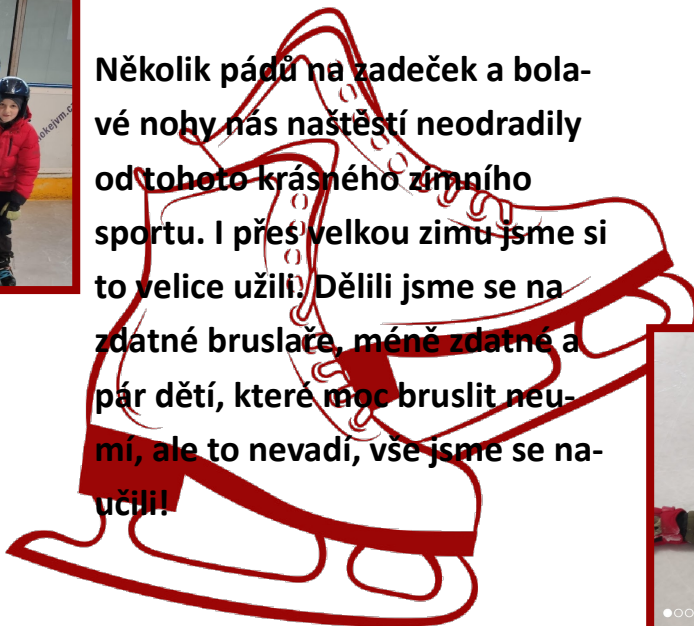 Několik pádů na zadeček a bola-
vé nohy nás naštěstí neodradily
od tohoto krásného zimního
sportu. I přes velkou zimu jsme si
to velice užili. Dělili jsme se na
zdatné bruslaře, méně zdatné a
pár dětí, které moc bruslit neu-
mí, ale to nevadí, vše jsme se na-
učili!